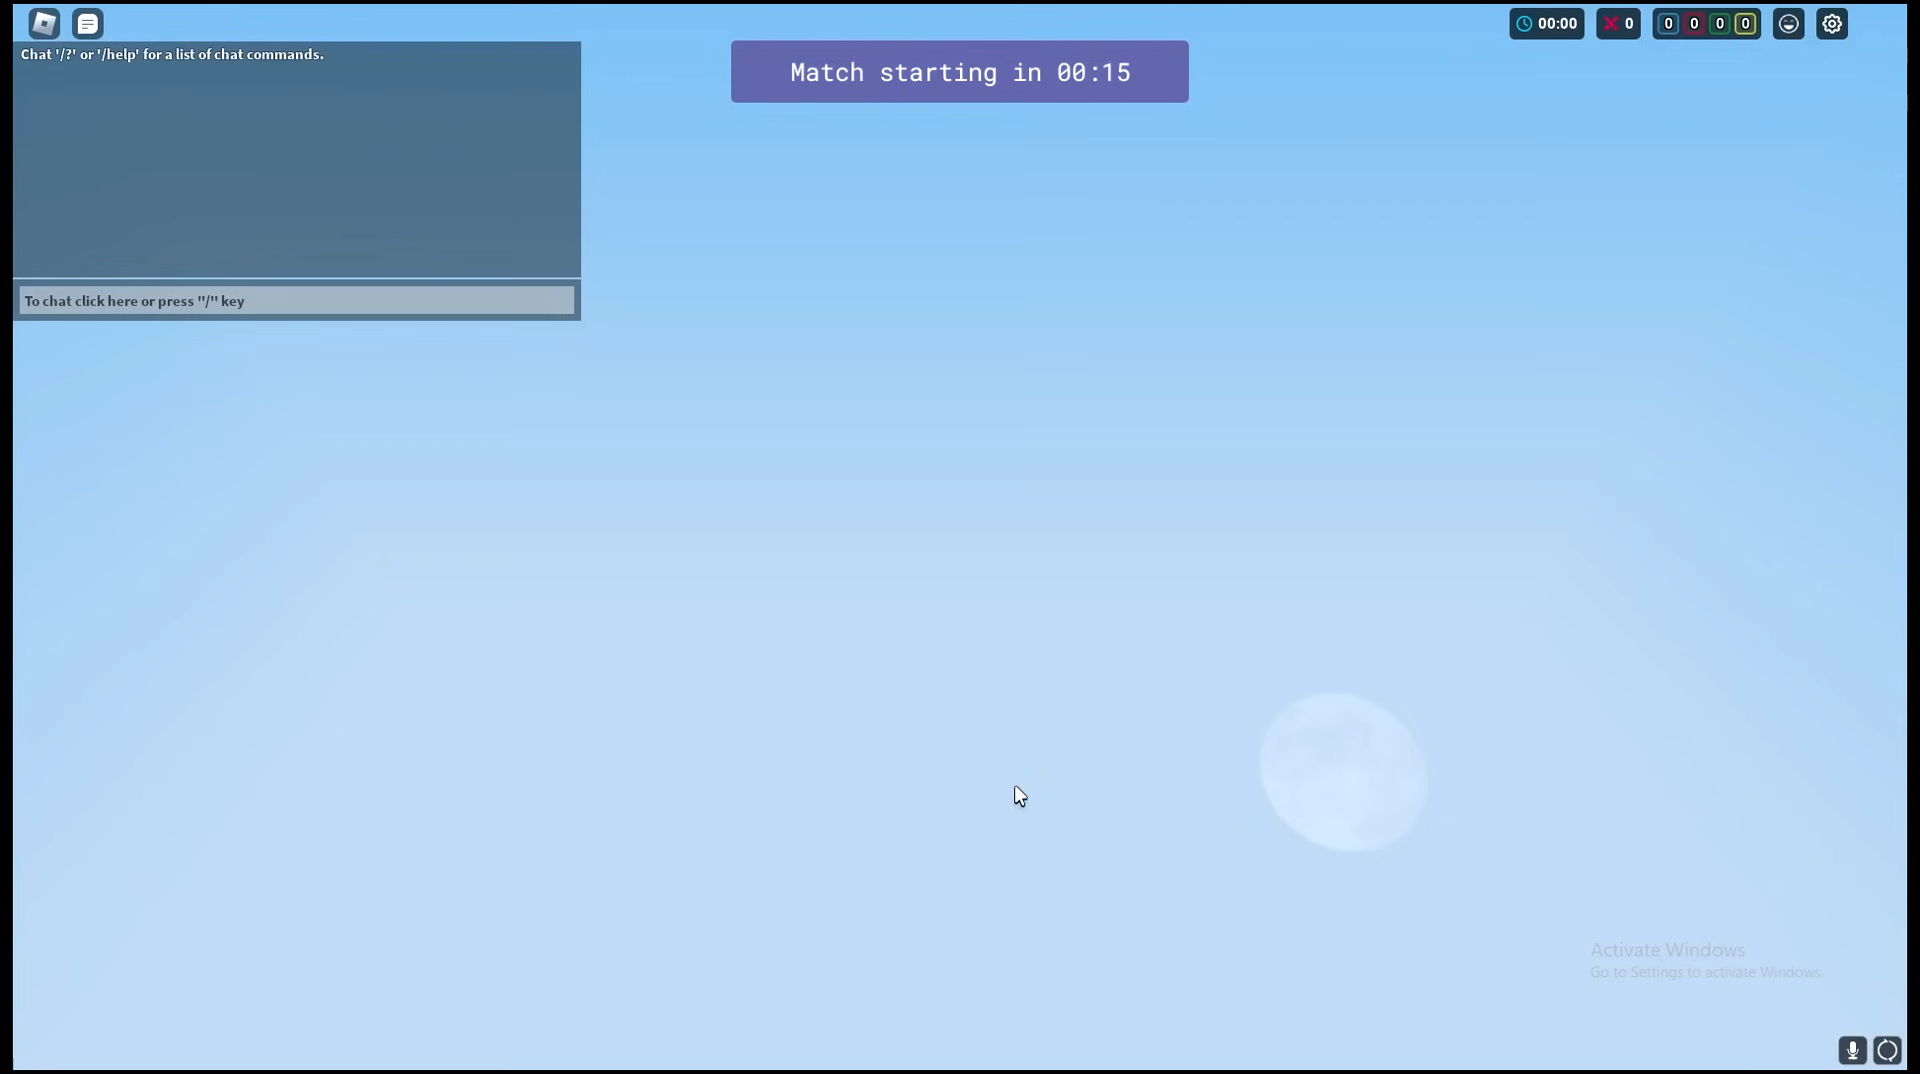 00:00
0
0 0 0 0
Chat '/?' or '/help' for a list of chat commands.
Match starting in 00:15
To chat click here or press "/" key
Activate Windows
Go to Settings to activate Windows.